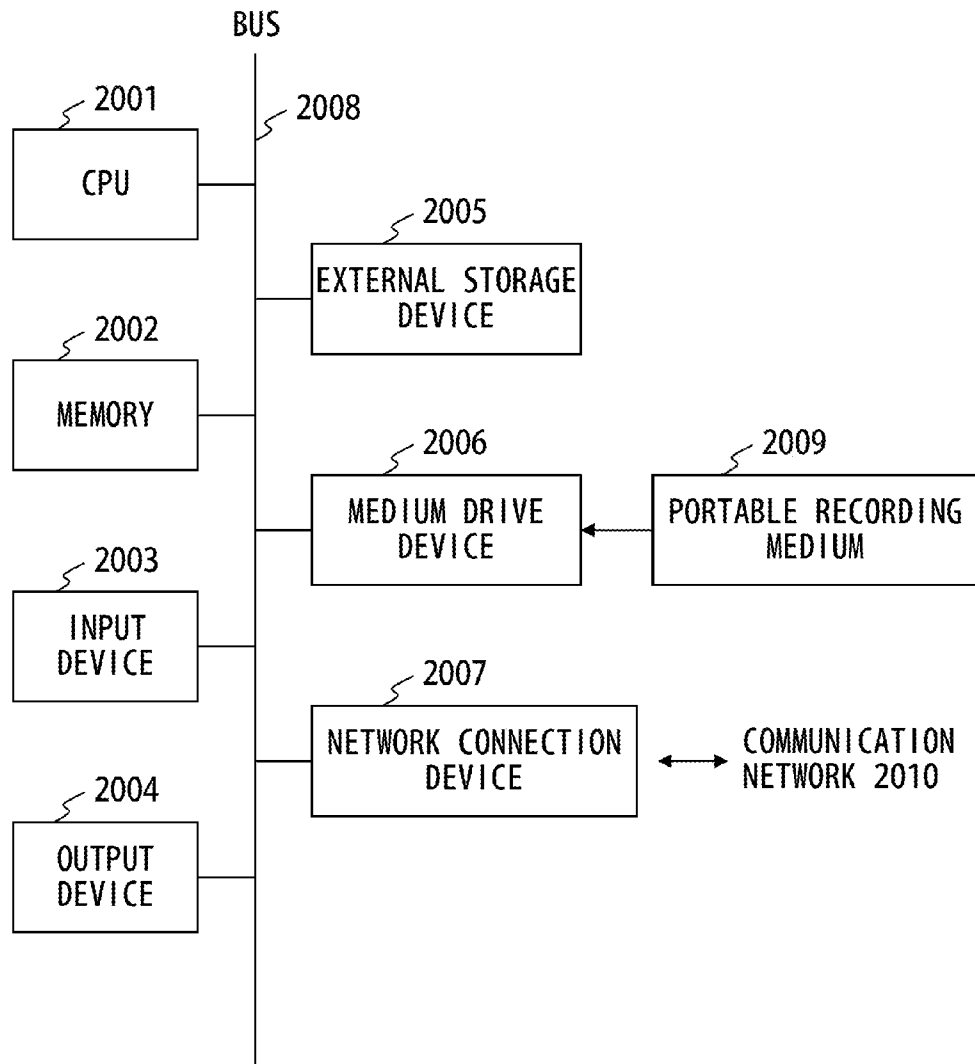 BUS
2008
2001
CPU
2005
EXTERNAL STORAGE
DEVICE
2002
MEMORY
2006
MEDIUM DRIVE
DEVICE
2009
PORTABLE RECORDING
MEDIUM
2003
INPUT
DEVICE
2007
NETWORK CONNECTION
DEVICE
COMMUNICATION
NETWORK 2010
2004
OUTPUT
DEVICE